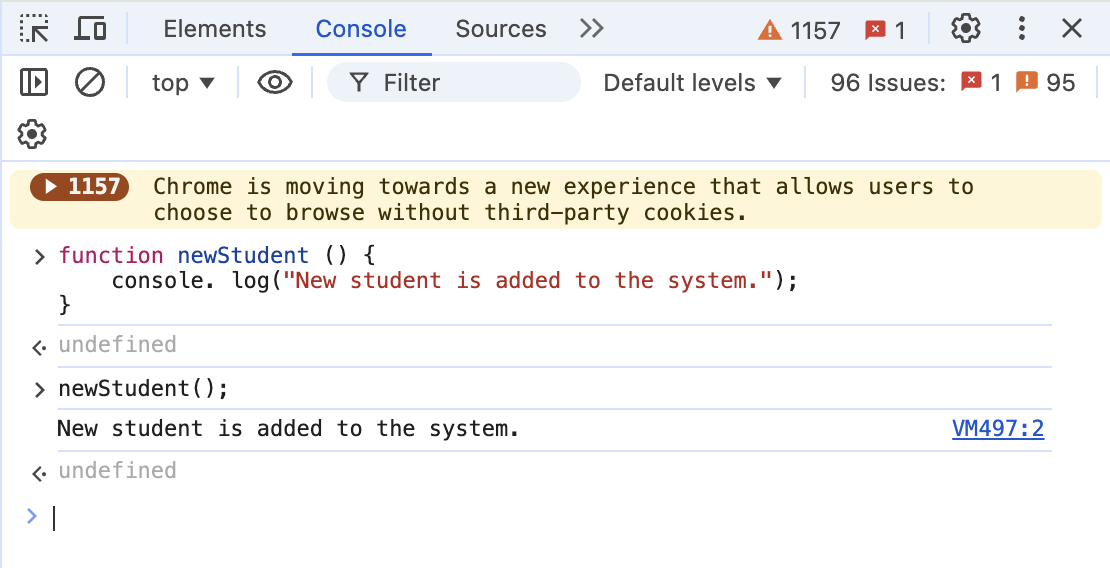 Elements Console Sources 1157 1
top Filter Default levels 96 Issues: 1 95
1157 Chrome is moving towards a new experience that allows users to
choose to browse without third-party cookies.
function newStudent () {
console. log("New student is added to the system.");
}
undefined
newStudent();
New student is added to the system. VM497:2
undefined